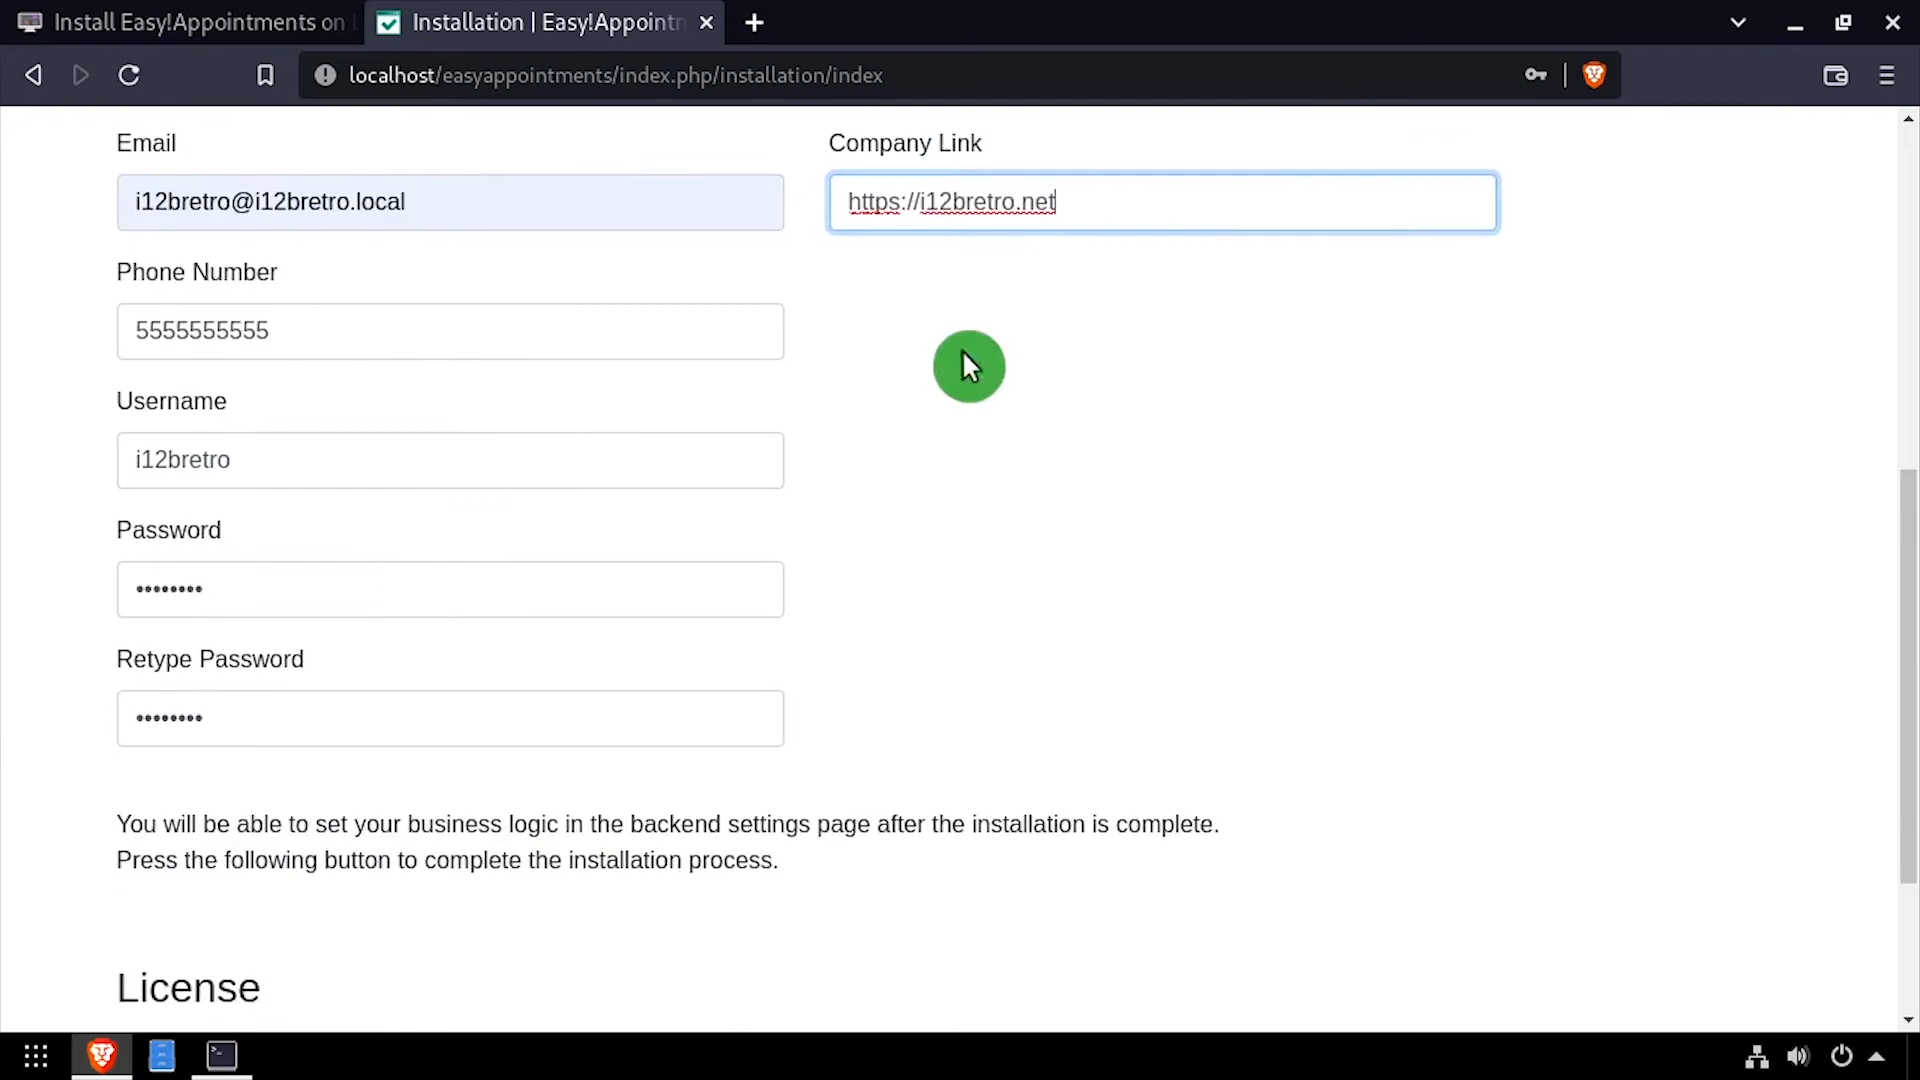 Install Easy!Appointments on
Installation | Easy!Appointm
localhost/easyappointments/index.php/installation/index
Email
Company Link
i12bretro@i12bretro.local
https://i12bretro.net
Phone Number
5555555555
Username
i12bretro
Password
••••••••
Retype Password
••••••••
You will be able to set your business logic in the backend settings page after the installation is complete.
Press the following button to complete the installation process.
License